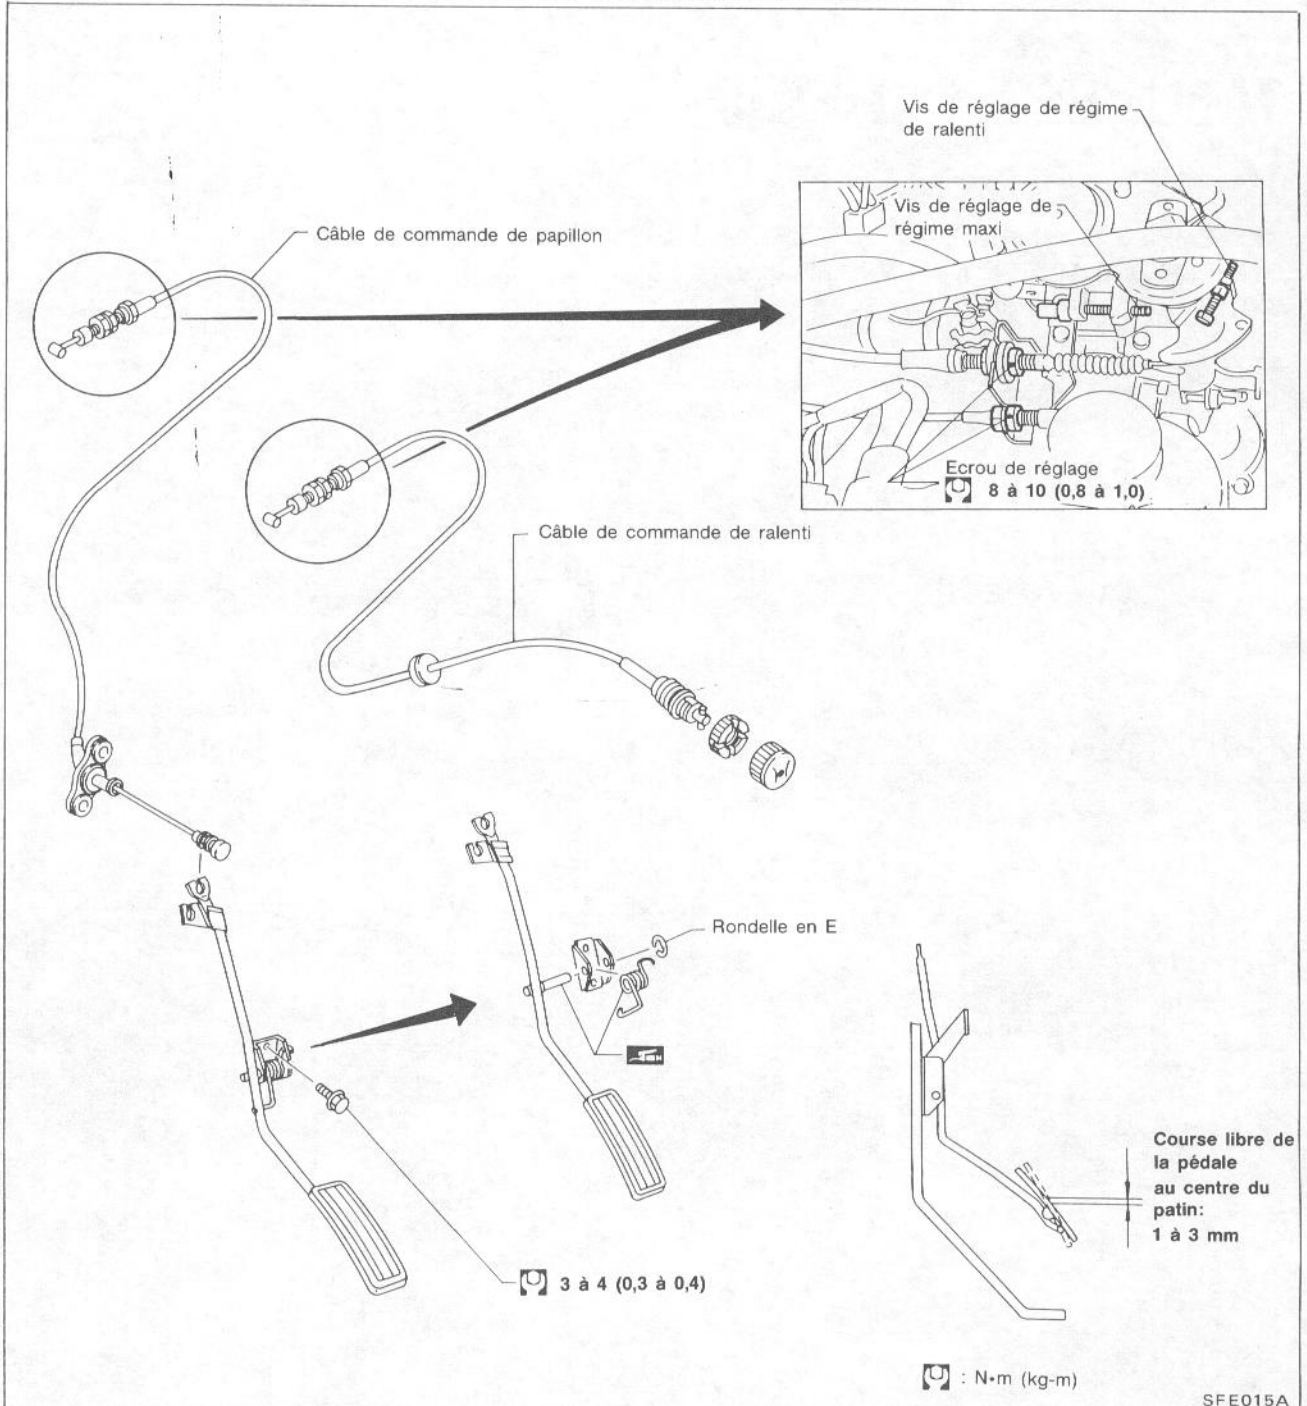 Vis de réglage de régime
de ralenti
Vis de réglage de
régime maxi
Câble de commande de papillon
Ecrou de réglage
8 à 10 (0,8 à 1,0)
Câble de commande de ralenti
Rondelle en E
Course libre de
la pédale
au centre du
patin:
1 à 3 mm
3 à 4 (0,3 à 0,4)
: N•m (kg-m)
SFE015A